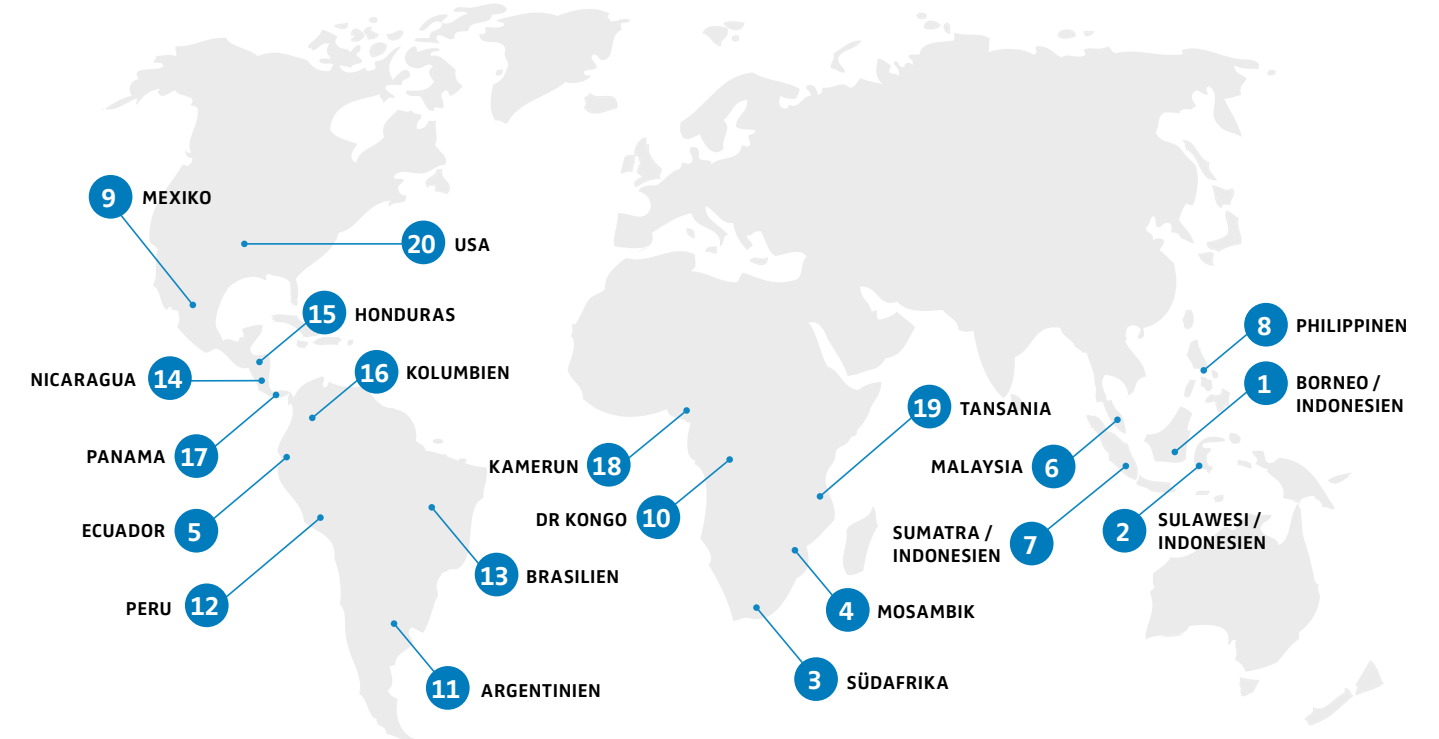 9 MEXIKO
20 USA
15 HONDURAS
8 PHILIPPINEN
NICARAGUA 14
16 KOLUMBIEN
1 BORNEO /
INDONESIEN
19 TANSANIA
PANAMA 17
KAMERUN 18
MALAYSIA 6
ECUADOR 5
DR KONGO 10
SUMATRA /
INDONESIEN 7
2 SULAWESI /
INDONESIEN
13 BRASILIEN
PERU 12
4 MOSAMBIK
3 SÜDAFRIKA
11 ARGENTINIEN